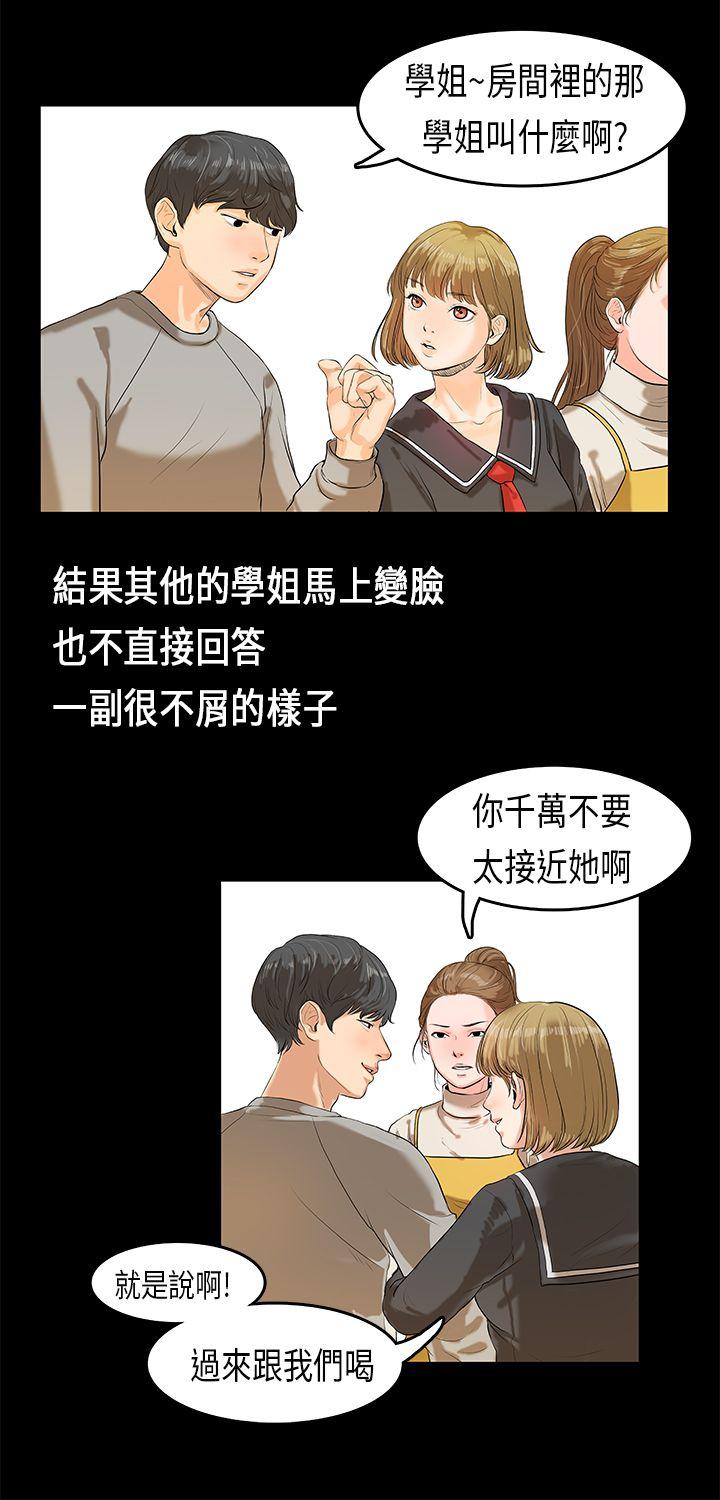 學姐~房間裡的那
學姐叫什麼啊?
結果其他的學姐馬上變臉
也不直接回答
一副很不屑的樣子
你千萬不要
太接近她啊
就是說啊!
過來跟我們喝